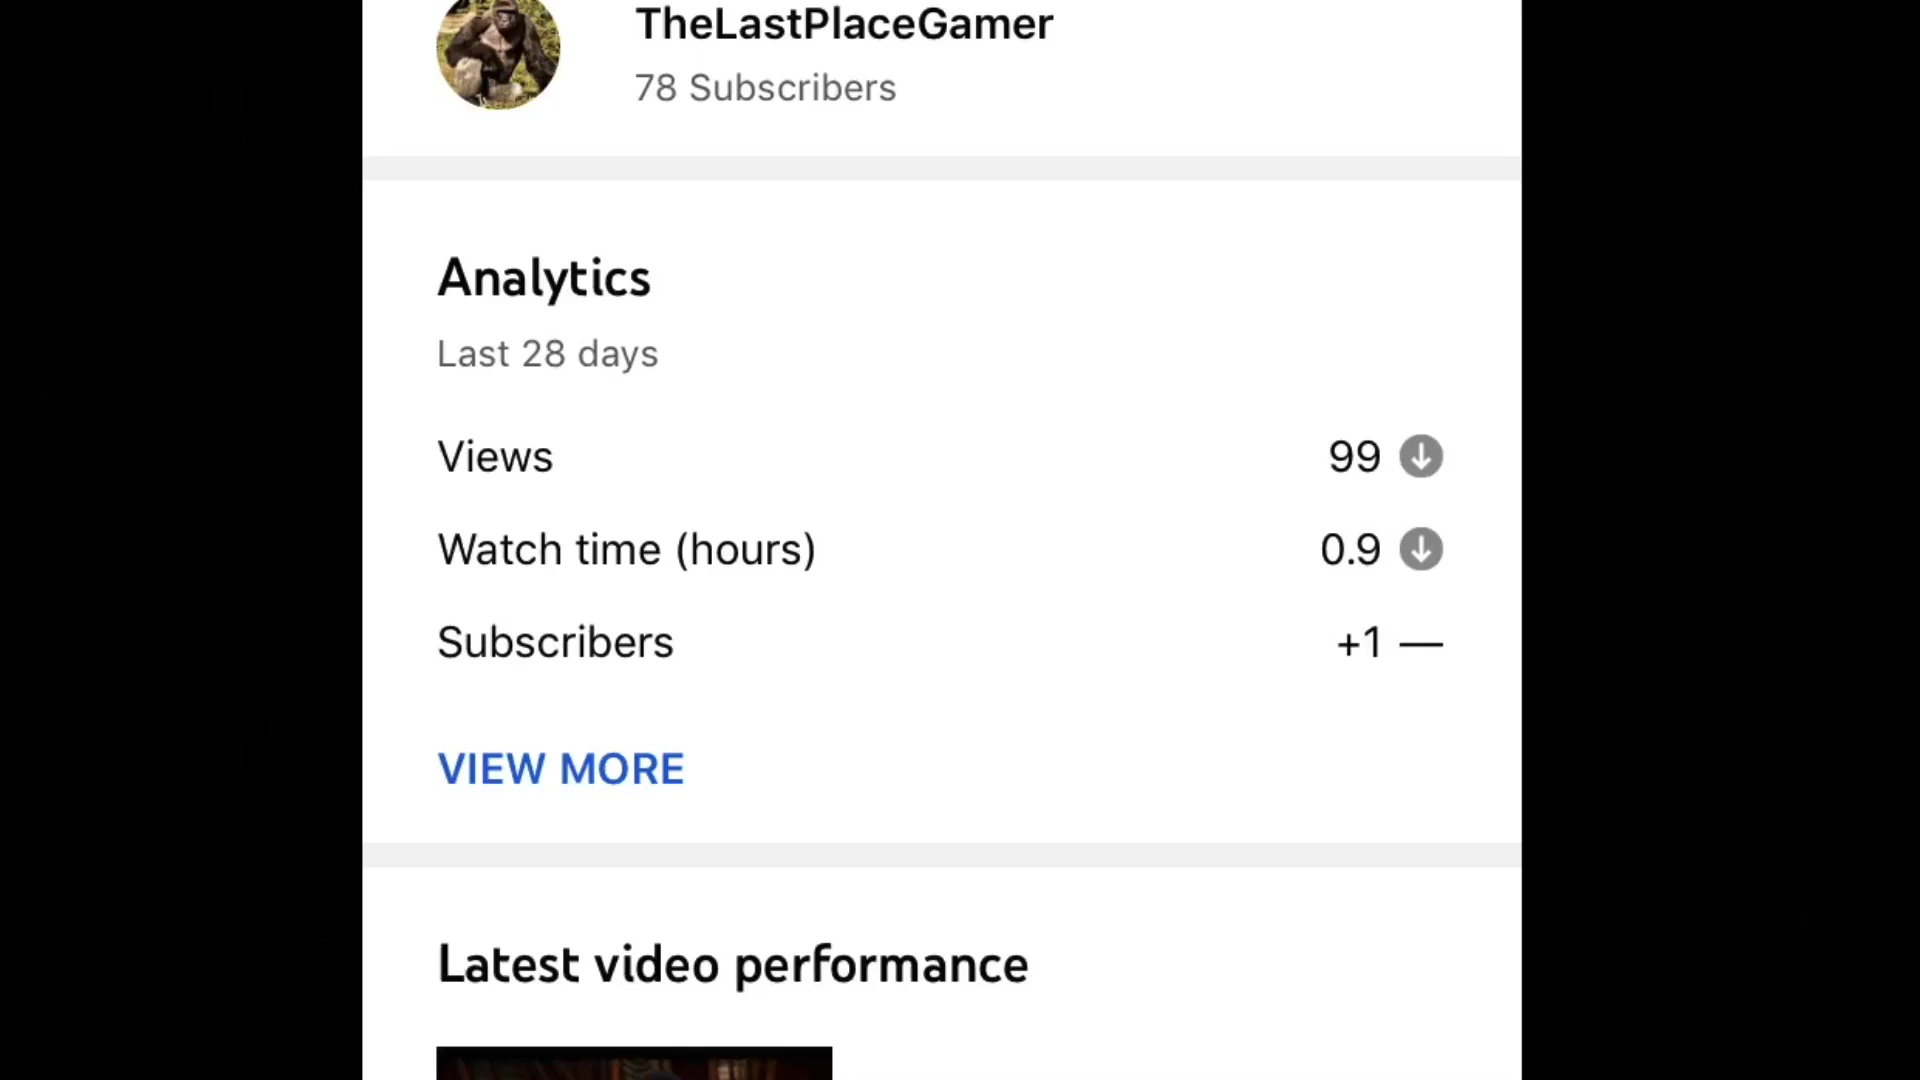 TheLastPlaceGamer
78 Subscribers
Analytics
Last 28 days
Views 99
Watch time (hours) 0.9
Subscribers +1 —
VIEW MORE
Latest video performance